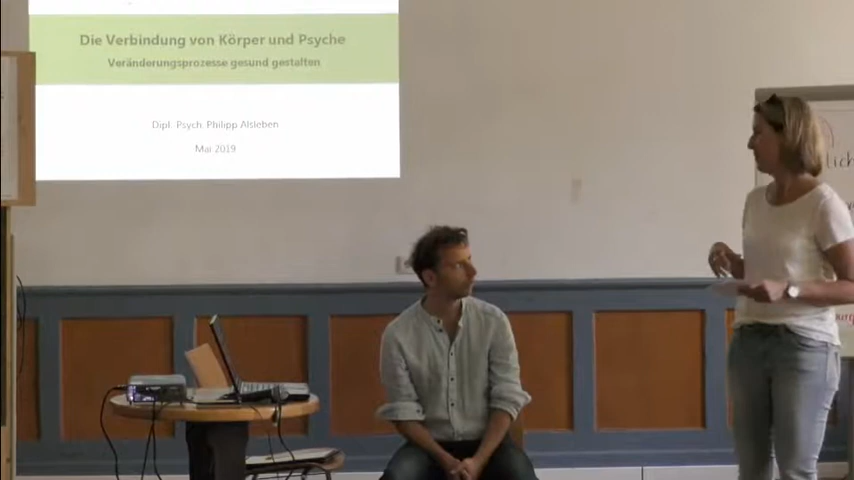 Die Verbindung von Körper und Psyche
Veränderungsprozesse gesund gestalten
Dipl. Psych. Philipp Alsleben
Mai 2019